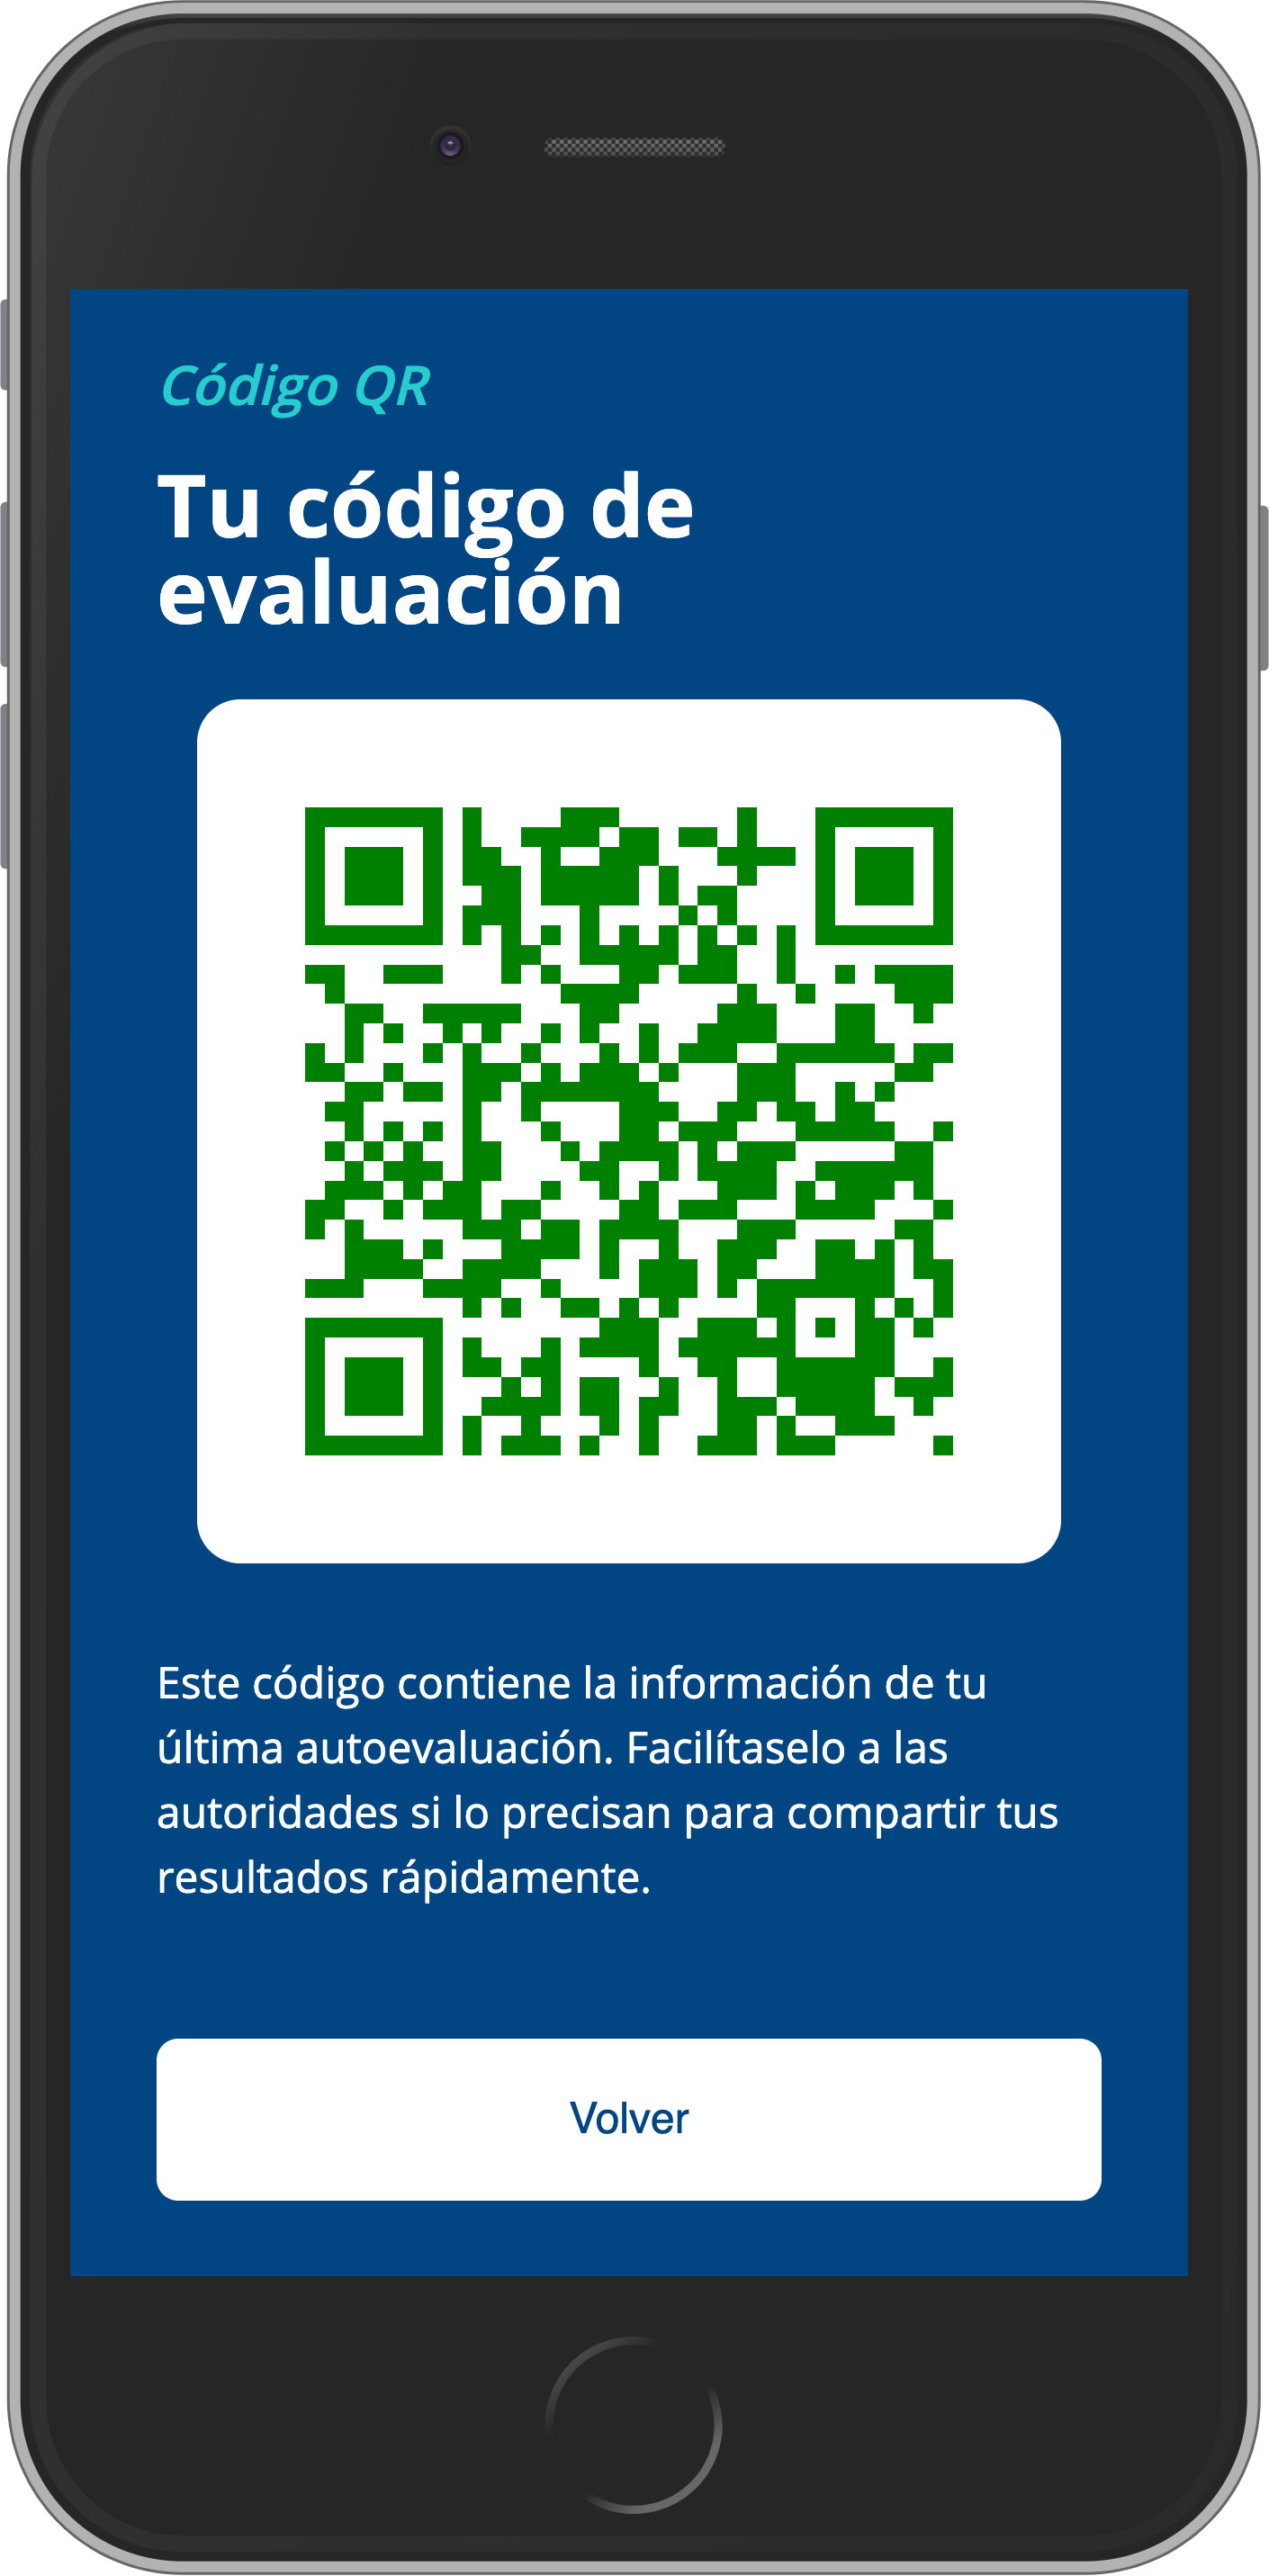 Código QR
Tu código de
evaluación
Este código contiene la información de tu
última autoevaluación. Facilítaselo a las
autoridades si lo precisan para compartir tus
resultados rápidamente.
Volver